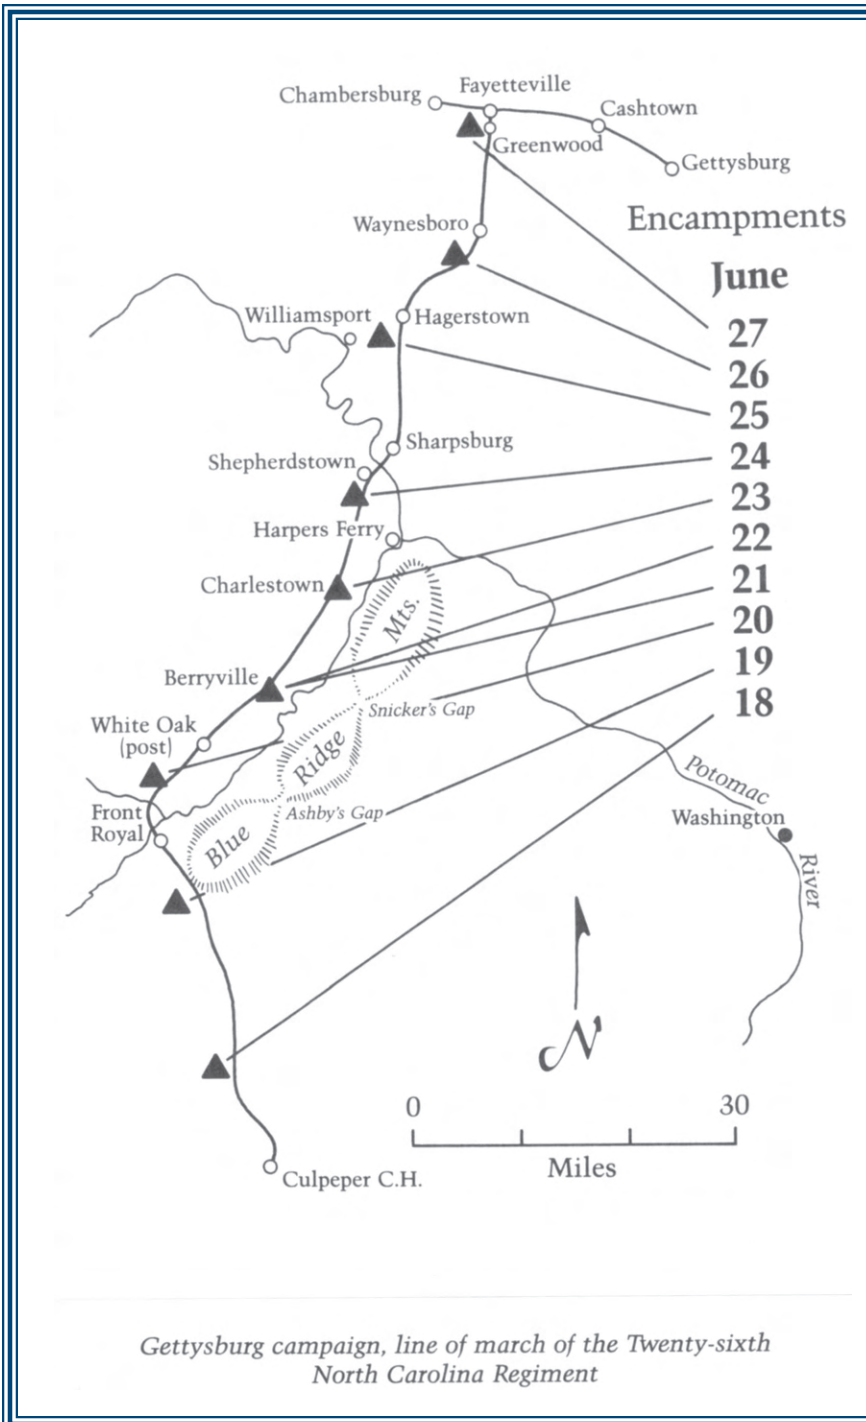 Fayetteville
Chambersburg
Cashtown
Greenwood
Gettysburg
Encampments
Waynesboro
June
Williamsport
Hagerstown
27
26
25
Sharpsburg
24
Shepherdstown
23
Harpers Ferry
22
Charlestown
21
Mts.
20
Berryville
19
Snicker's Gap
18
White Oak
(post)
Ridge
Potomac
Front
Royal
Ashby's Gap
Washington
Blue
River
N
0 30
Miles
Culpeper C.H.
Gettysburg campaign, line of march of the Twenty-sixth
North Carolina Regiment